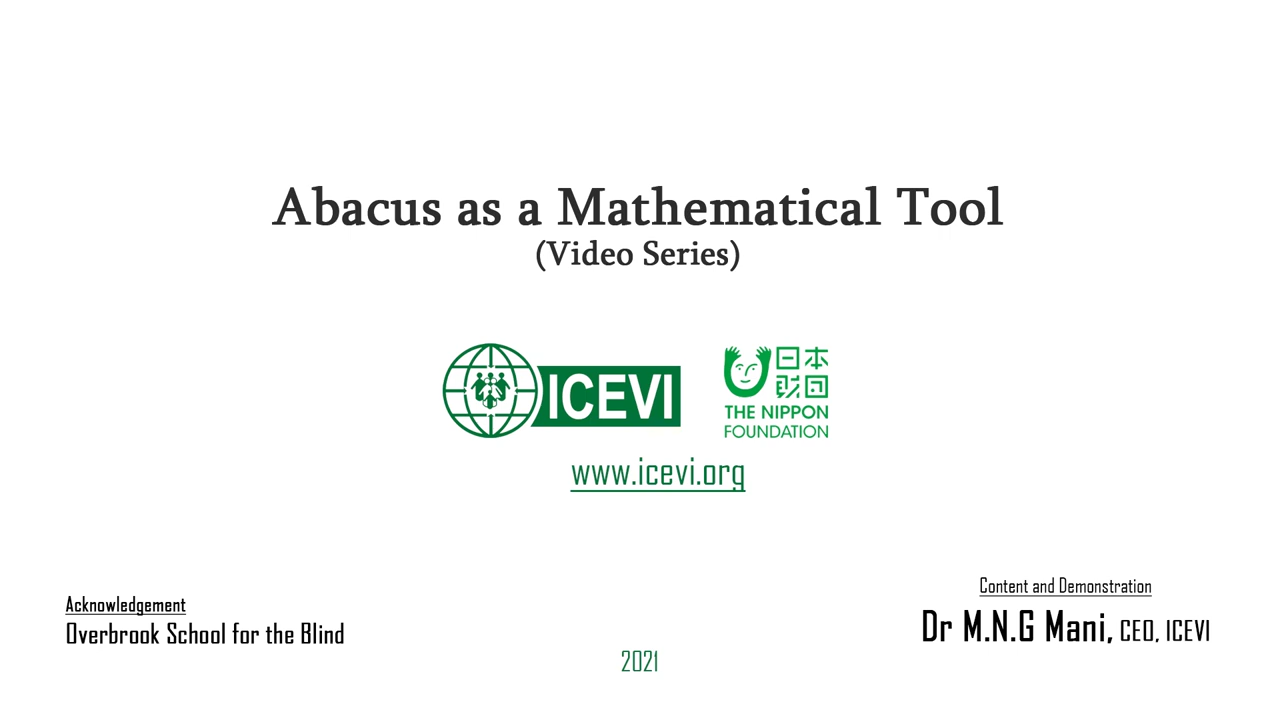 Abacus as a Mathematical Tool
(Video Series)
ICEVI
日本
財団
THE NIPPON
FOUNDATION
www.icevi.org
Acknowledgement
Overbrook School for the Blind
Content and Demonstration
Dr M.N.G Mani, CEO, ICEVI
2021